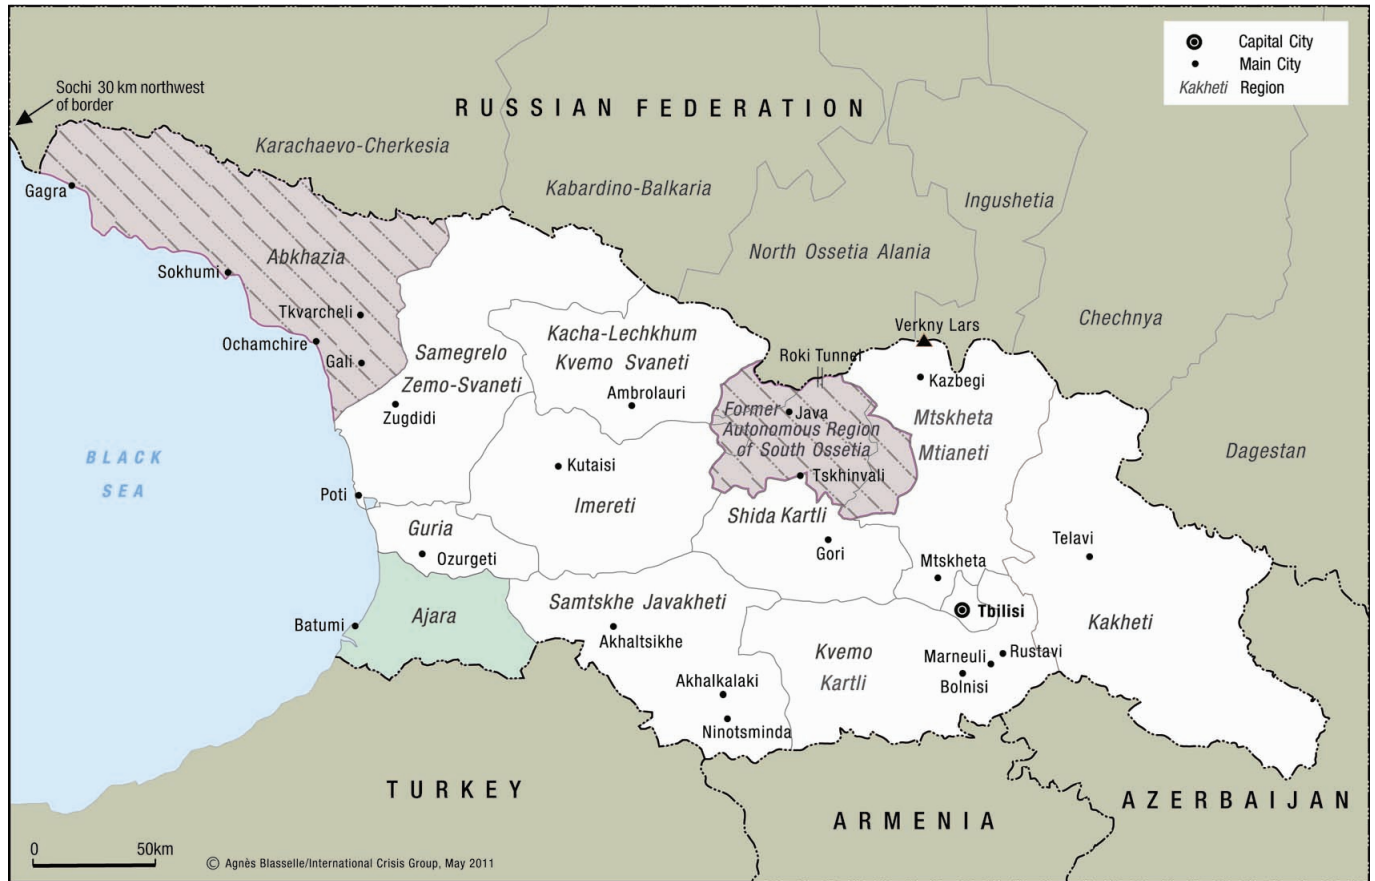 Capital City
Main City
Kakheti Region
Sochi 30 km northwest
of border
RUSSIAN FEDERATION
Karachaevo-Cherkesia
Kabardino-Balkaria
Ingushetia
North Ossetia Alania
Chechnya
Dagestan
Gagra
Abkhazia
Sokhumi
Tkvarcheli
Ochamchire
Gali
Samegrelo
Zemo-Svaneti
Zugdidi
Kacha-Lechkhum
Kvemo Svaneti
Ambrolauri
Roki Tunnel
Verkny Lars
Kazbegi
Mtskheta
Mtianeti
Former
Java
Autonomous Region
of South Ossetia
Tskhinvali
BLACK
SEA
Poti
Kutaisi
Imereti
Shida Kartli
Gori
Guria
Ozurgeti
Mtskheta
Telavi
Tbilisi
Kakheti
Batumi
Ajara
Samtskhe Javakheti
Akhaltsikhe
Akhalkalaki
Ninotsminda
Kvemo
Kartli
Marneuli
Rustavi
Bolnisi
TURKEY
ARMENIA
AZERBAIJAN
0 50km
© Agnès Blasselle/International Crisis Group, May 2011